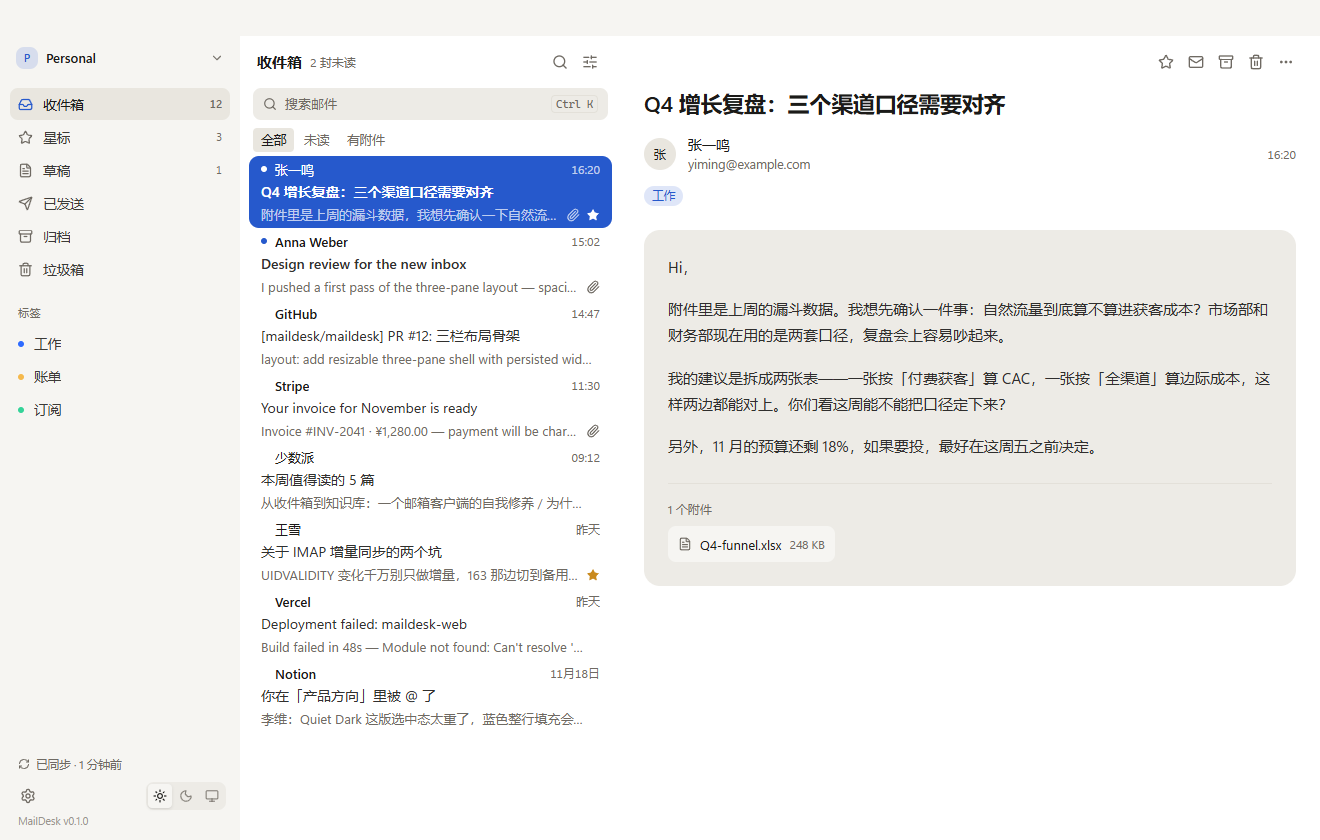 P Personal
收件箱 12
星标 3
草稿 1
已发送
归档
垃圾箱
标签
工作
账单
订阅
已同步 · 1 分钟前
MailDesk v0.1.0
收件箱 2 封未读
搜索邮件 Ctrl K
全部 未读 有附件
张一鸣 16:20
Q4 增长复盘：三个渠道口径需要对齐
附件里是上周的漏斗数据，我想先确认一下自然流...
Anna Weber 15:02
Design review for the new inbox
I pushed a first pass of the three-pane layout — spaci...
GitHub 14:47
[maildesk/maildesk] PR #12: 三栏布局骨架
layout: add resizable three-pane shell with persisted wid...
Stripe 11:30
Your invoice for November is ready
Invoice #INV-2041 · ¥1,280.00 — payment will be char...
少数派 09:12
本周值得读的 5 篇
从收件箱到知识库：一个邮箱客户端的自我修养 / 为什...
王雪 昨天
关于 IMAP 增量同步的两个坑
UIDVALIDITY 变化千万别只做增量，163 那边切到备用...
Vercel 昨天
Deployment failed: maildesk-web
Build failed in 48s — Module not found: Can't resolve '...
Notion 11月18日
你在「产品方向」里被 @ 了
李维：Quiet Dark 这版选中态太重了，蓝色整行填充会...
Q4 增长复盘：三个渠道口径需要对齐
张 张一鸣
yiming@example.com
16:20
工作
Hi，
附件里是上周的漏斗数据。我想先确认一件事：自然流量到底算不算进获客成本？市场部和
财务部现在用的是两套口径，复盘会上容易吵起来。
我的建议是拆成两张表——一张按「付费获客」算 CAC，一张按「全渠道」算边际成本，这
样两边都能对上。你们看这周能不能把口径定下来？
另外，11 月的预算还剩 18%，如果要投，最好在这周五之前决定。
1 个附件
Q4-funnel.xlsx 248 KB